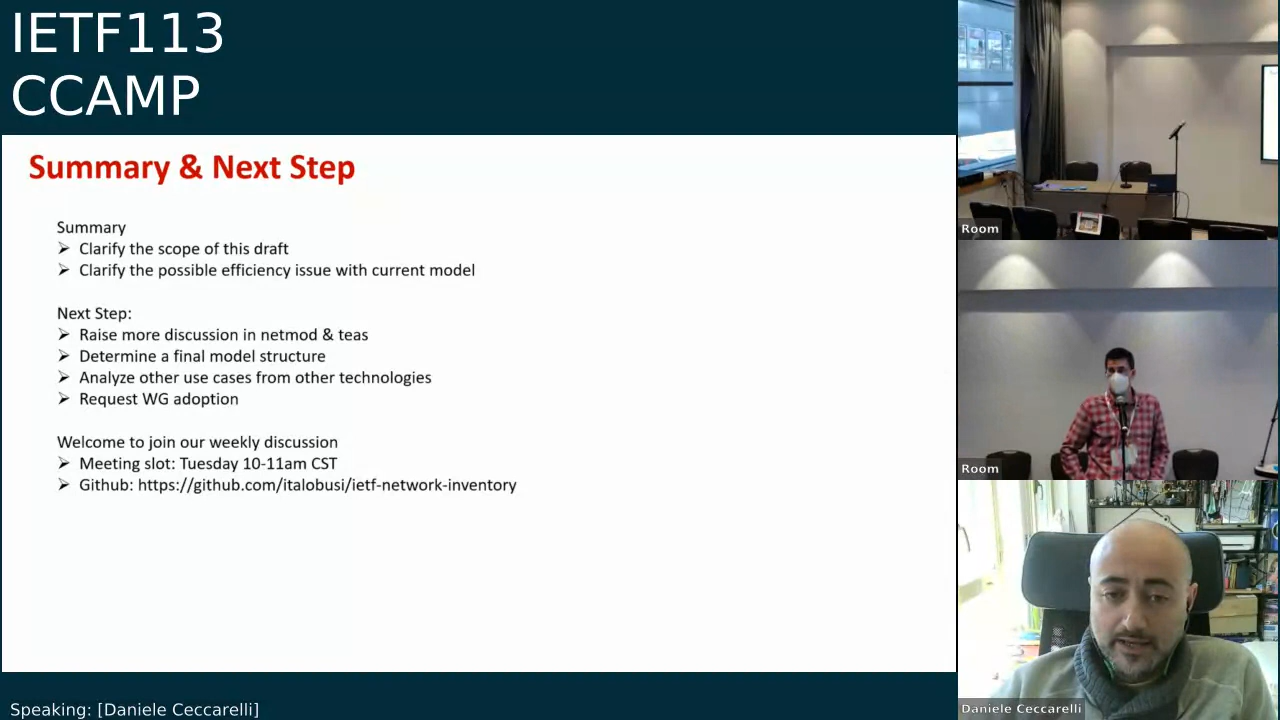 IETF113
CCAMP
Summary & Next Step
Summary
➢ Clarify the scope of this draft
➢ Clarify the possible efficiency issue with current model
Next Step:
➢ Raise more discussion in netmod & teas
➢ Determine a final model structure
➢ Analyze other use cases from other technologies
➢ Request WG adoption
Welcome to join our weekly discussion
➢ Meeting slot: Tuesday 10-11am CST
➢ Github: https://github.com/italobusi/ietf-network-inventory
Speaking: [Daniele Ceccarelli]
Room
Room
Daniele Ceccarelli